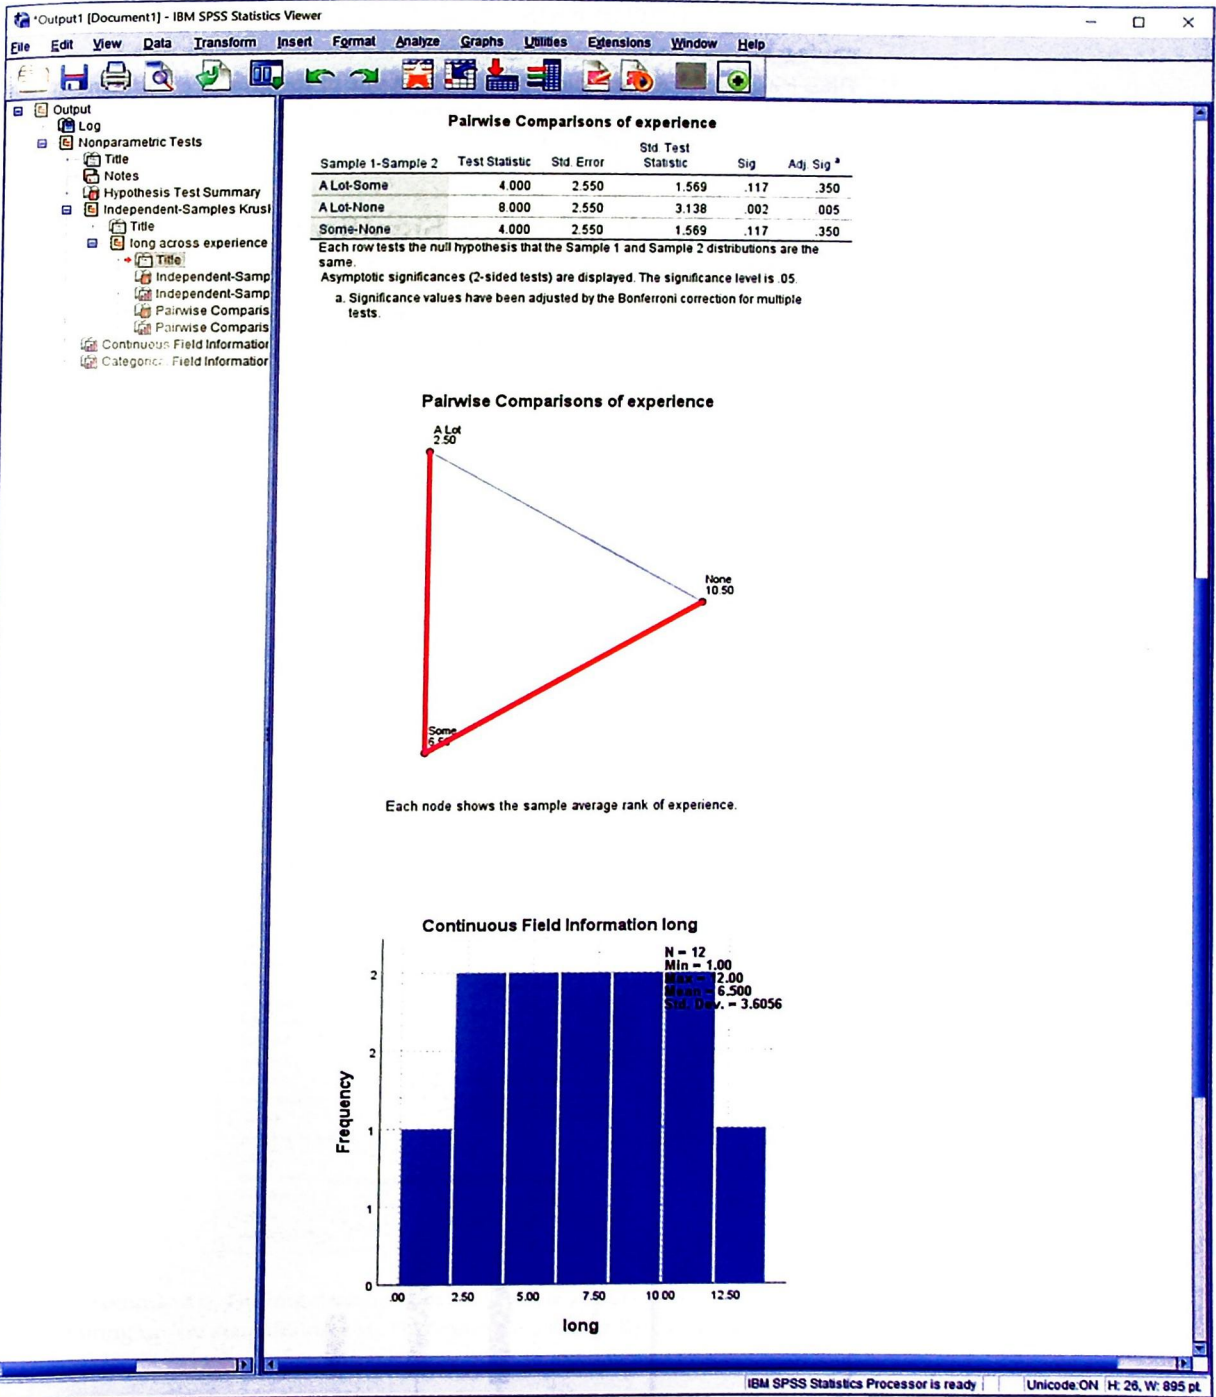 *Output1 [Document1] - IBM SPSS Statistics Viewer
File Edit View Data Transform Insert Format Analyze Graphs Utilities Extensions Window Help
Output
Log
Nonparametric Tests
Title
Notes
Hypothesis Test Summary
Independent-Samples Krusk
Title
long across experience
Title
Independent-Samp
Independent-Samp
Pairwise Comparis
Pairwise Comparis
Continuous Field Information
Categorical Field Information
Pairwise Comparisons of experience
Sample 1-Sample 2 Test Statistic Std. Error Std. Test Statistic Sig. Adj. Sig. a
A Lot-Some 4.000 2.550 1.569 .117 .350
A Lot-None 8.000 2.550 3.138 .002 .005
Some-None 4.000 2.550 1.569 .117 .350
Each row tests the null hypothesis that the Sample 1 and Sample 2 distributions are the
same.
Asymptotic significances (2-sided tests) are displayed. The significance level is .05.
a. Significance values have been adjusted by the Bonferroni correction for multiple
tests.
Pairwise Comparisons of experience
A Lot
2.50
None
10.50
Some
6.50
Each node shows the sample average rank of experience.
Continuous Field Information long
N = 12
Min = 1.00
Max = 12.00
Mean = 6.500
Std. Dev. = 3.6056
Frequency
2
2
1
1
0
.00 2.50 5.00 7.50 10.00 12.50
long
IBM SPSS Statistics Processor is ready Unicode:ON H: 26, W: 895 pt.